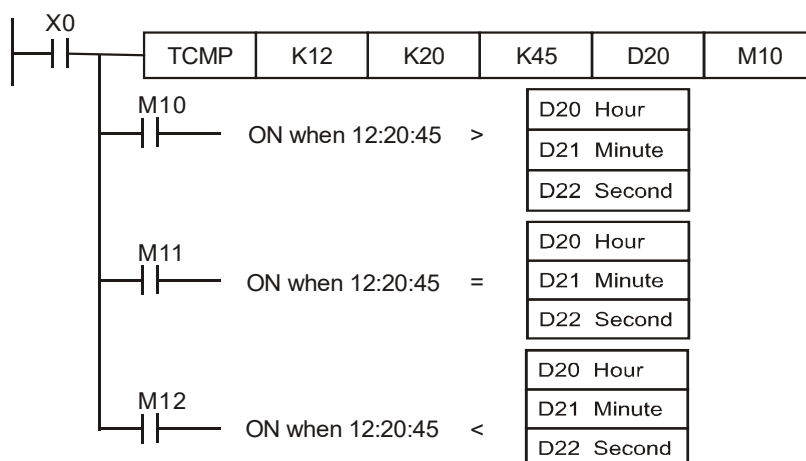 X0
TCMP K12 K20 K45 D20 M10
M10
ON when 12:20:45 >
D20 Hour
D21 Minute
D22 Second
M11
ON when 12:20:45 =
D20 Hour
D21 Minute
D22 Second
M12
ON when 12:20:45 <
D20 Hour
D21 Minute
D22 Second